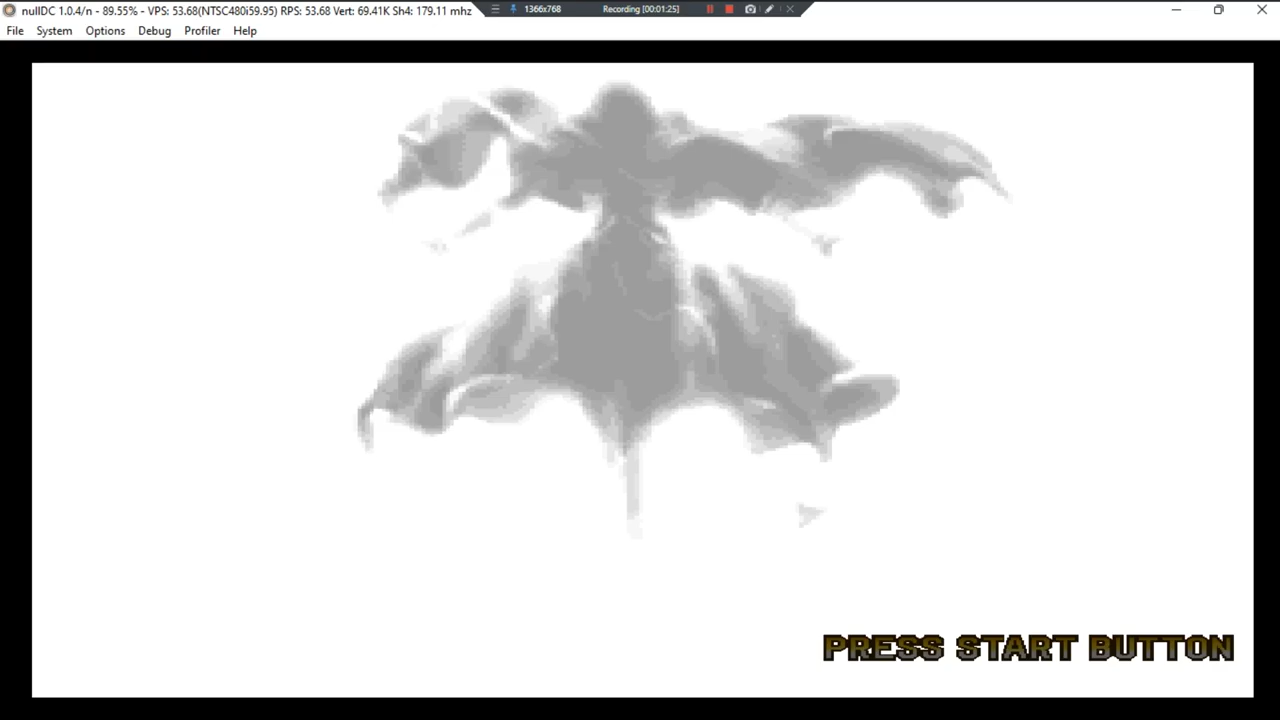 nullDC 1.0.4/n - 89.55% - VPS: 53.68(NTSC480i59.95) RPS: 53.68 Vert: 69.41K Sh4: 179.11 mhz
1366x768
Recording [00:01:25]
File System Options Debug Profiler Help
PRESS START BUTTON